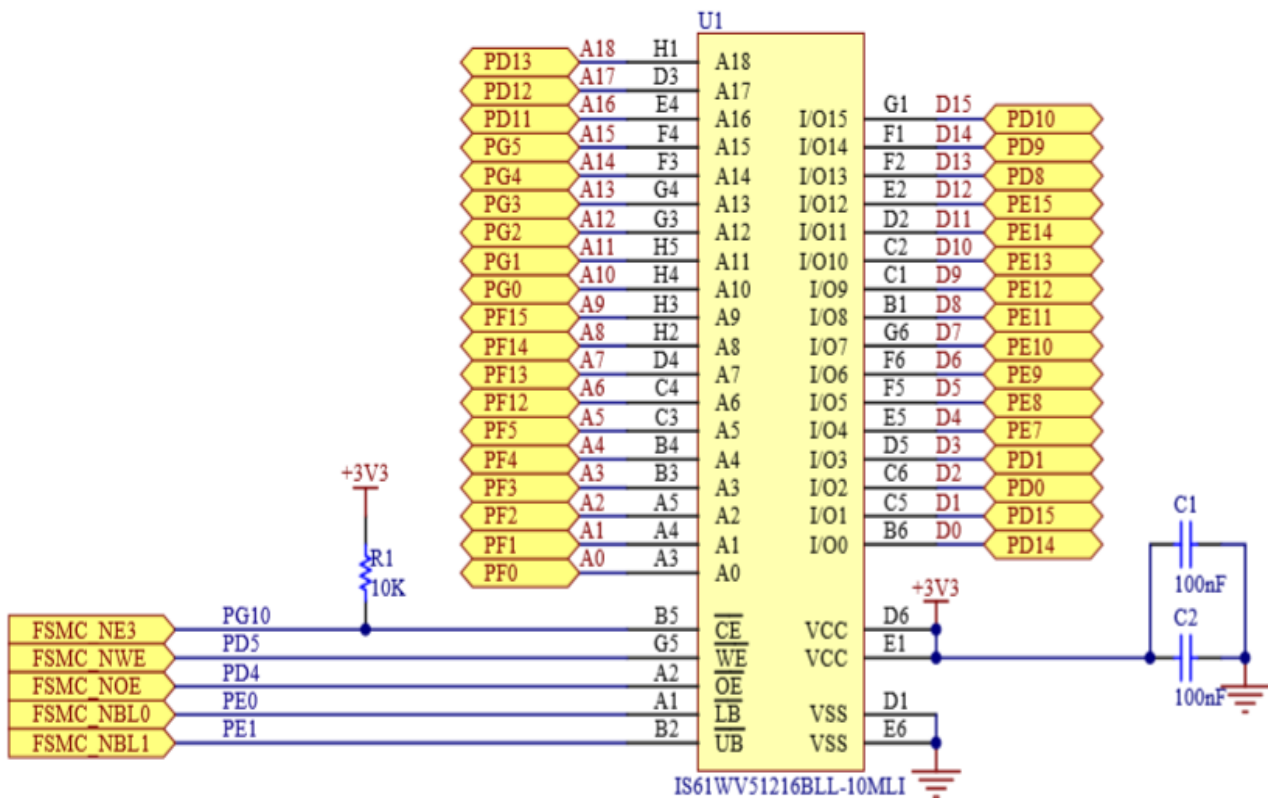 U1
PD13 A18 H1 A18
PD12 A17 D3 A17
PD11 A16 E4 A16 I/O15 G1 D15 PD10
PG5 A15 F4 A15 I/O14 F1 D14 PD9
PG4 A14 F3 A14 I/O13 F2 D13 PD8
PG3 A13 G4 A13 I/O12 E2 D12 PE15
PG2 A12 G3 A12 I/O11 D2 D11 PE14
PG1 A11 H5 A11 I/O10 C2 D10 PE13
PG0 A10 H4 A10 I/O9 C1 D9 PE12
PF15 A9 H3 A9 I/O8 B1 D8 PE11
PF14 A8 H2 A8 I/O7 G6 D7 PE10
PF13 A7 D4 A7 I/O6 F6 D6 PE9
PF12 A6 C4 A6 I/O5 F5 D5 PE8
PF5 A5 C3 A5 I/O4 E5 D4 PE7
PF4 A4 B4 A4 I/O3 D5 D3 PD1
+3V3 PF3 A3 B3 A3 I/O2 C6 D2 PD0
PF2 A2 A5 A2 I/O1 C5 D1 PD15 C1
PF1 A1 A4 A1 I/O0 B6 D0 PD14
R1 PF0 A0 A3 A0
10K +3V3 100nF
FSMC_NE3 PG10 B5 CE VCC D6 C2
FSMC_NWE PD5 G5 WE VCC E1
FSMC_NOE PD4 A2 OE 100nF
FSMC_NBL0 PE0 A1 LB VSS D1
FSMC_NBL1 PE1 B2 UB VSS E6
IS61WV51216BLL-10MLI